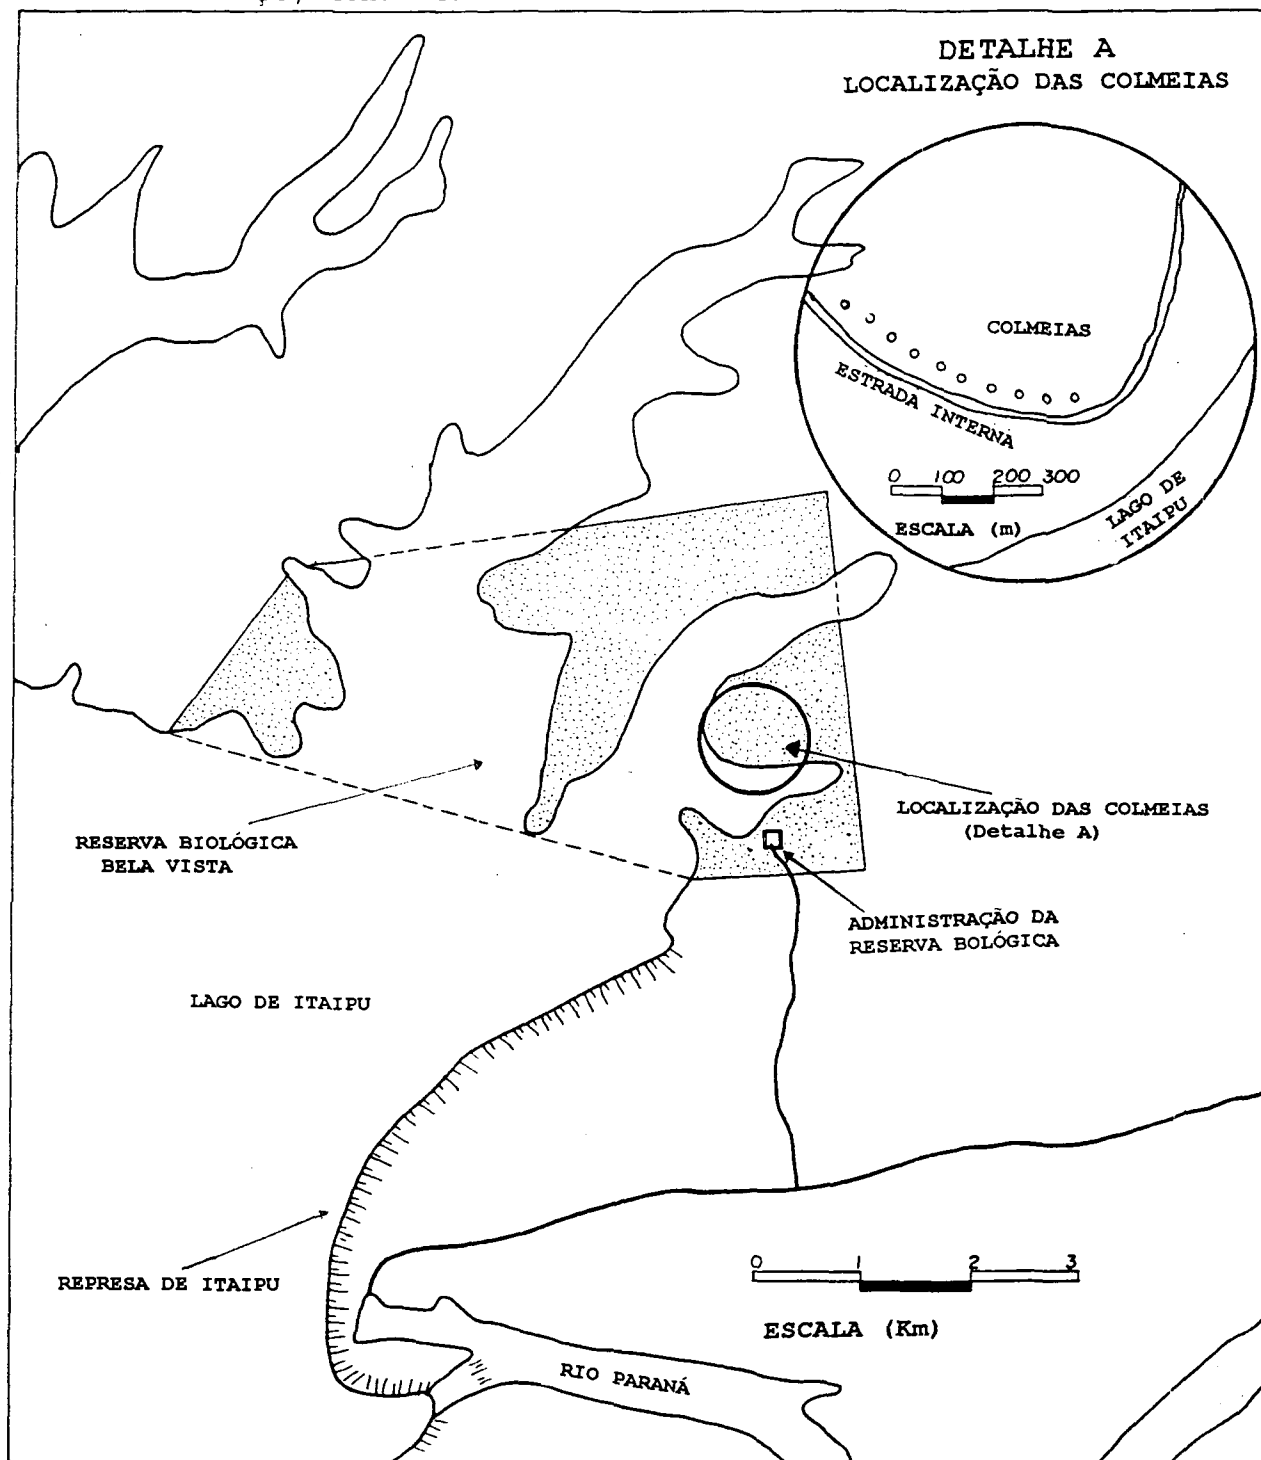 DETALHE A
LOCALIZAÇÃO DAS COLMEIAS
COLMEIAS
ESTRADA INTERNA
0 100 200 300
ESCALA (m)
LAGO DE
ITAIPU
LOCALIZAÇÃO DAS COLMEIAS
(Detalhe A)
RESERVA BIOLÓGICA
BELA VISTA
ADMINISTRAÇÃO DA
RESERVA BOLÓGICA
LAGO DE ITAIPU
REPRESA DE ITAIPU
0 1 2 3
ESCALA (Km)
RIO PARANÁ